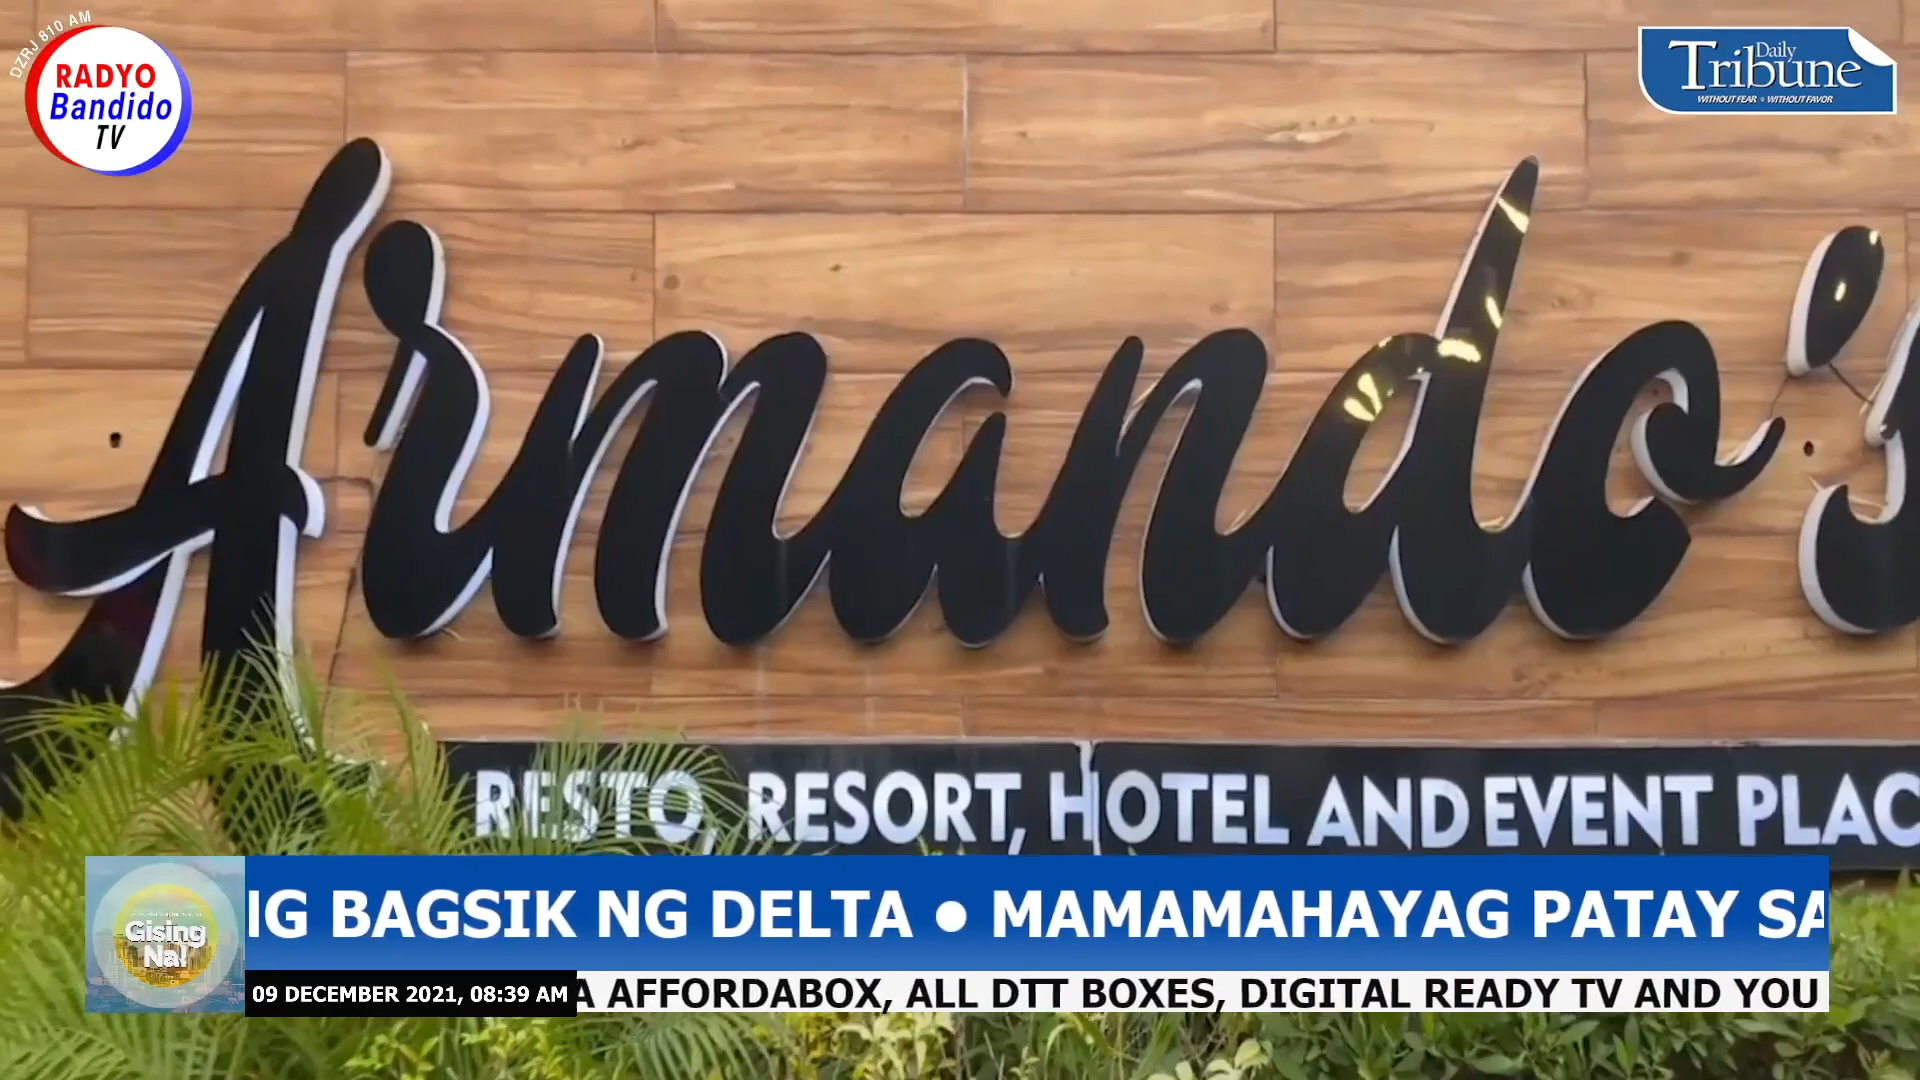 DZRJ 810 AM
RADYO
Bandido
TV
Daily
Tribune
WITHOUT FEAR • WITHOUT FAVOR
Armando's
RESTO, RESORT, HOTEL AND EVENT PLAC
Gising
Na!
NG BAGSIK NG DELTA • MAMAMAHAYAG PATAY SA
09 DECEMBER 2021, 08:39 AM
A AFFORDABOX, ALL DTT BOXES, DIGITAL READY TV AND YOU